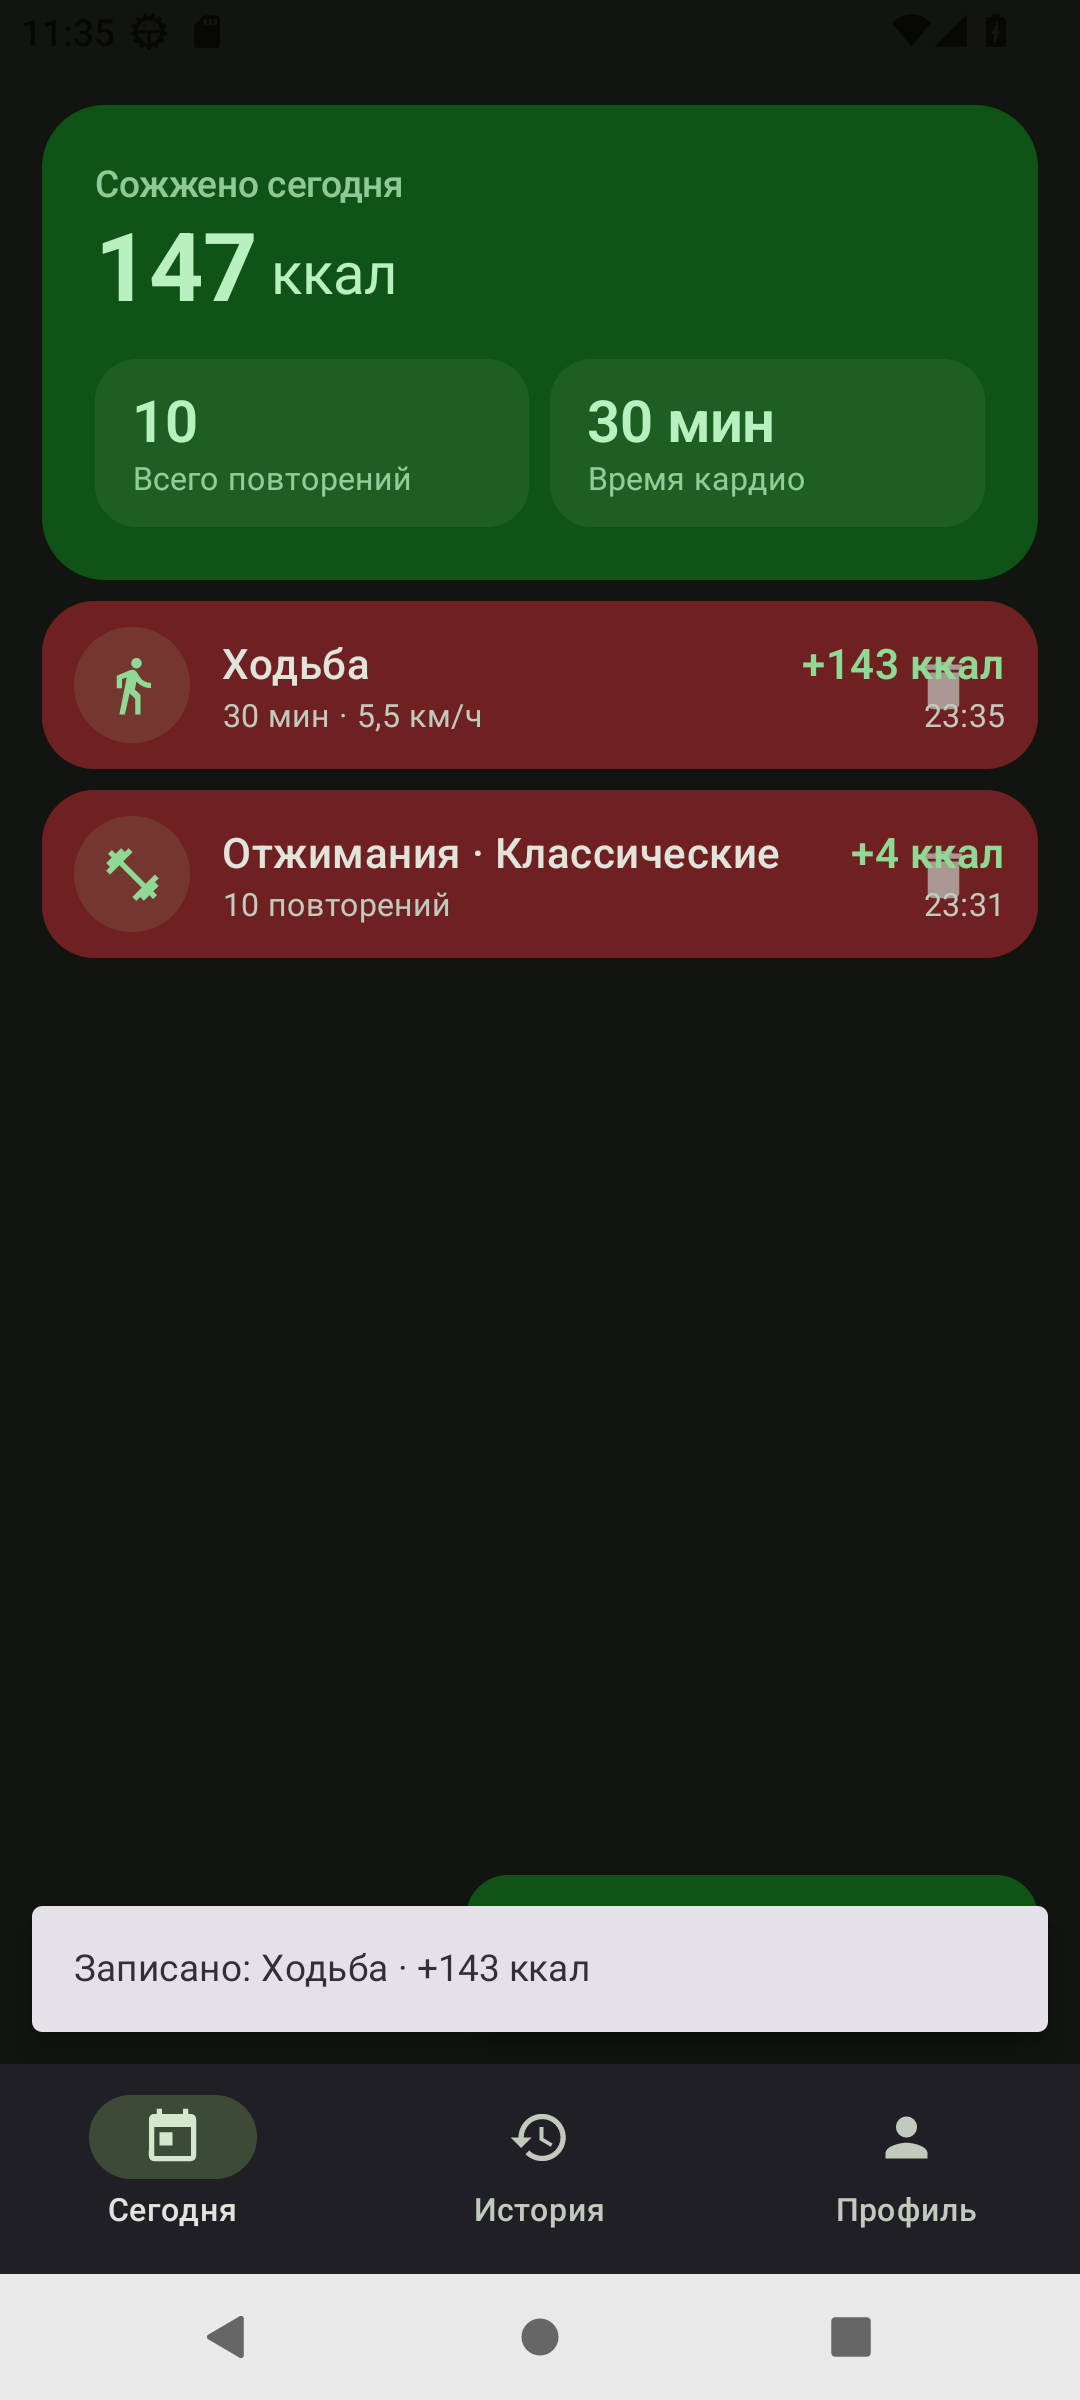 11:35
Сожжено сегодня
147 ккал
10
Всего повторений
30 мин
Время кардио
Ходьба
+143 ккал
30 мин · 5,5 км/ч
23:35
Отжимания · Классические
+4 ккал
10 повторений
23:31
Записано: Ходьба · +143 ккал
Сегодня
История
Профиль